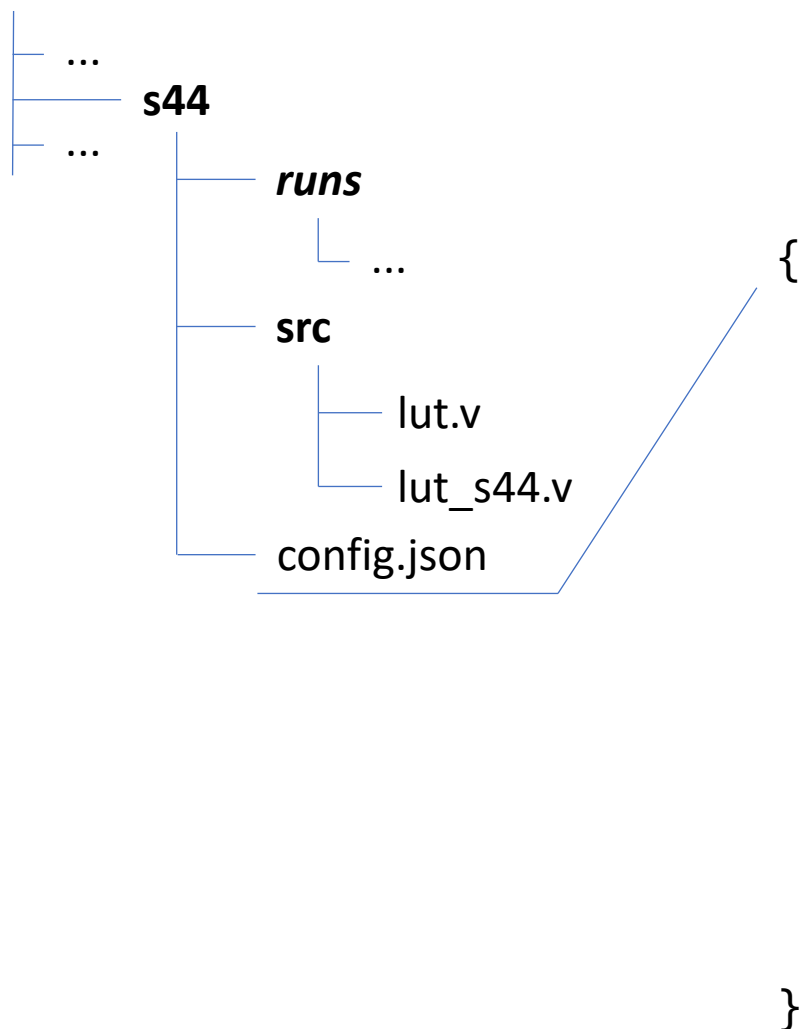 ...
s44
...
runs
...
{
src
lut.v
lut_s44.v
config.json
}